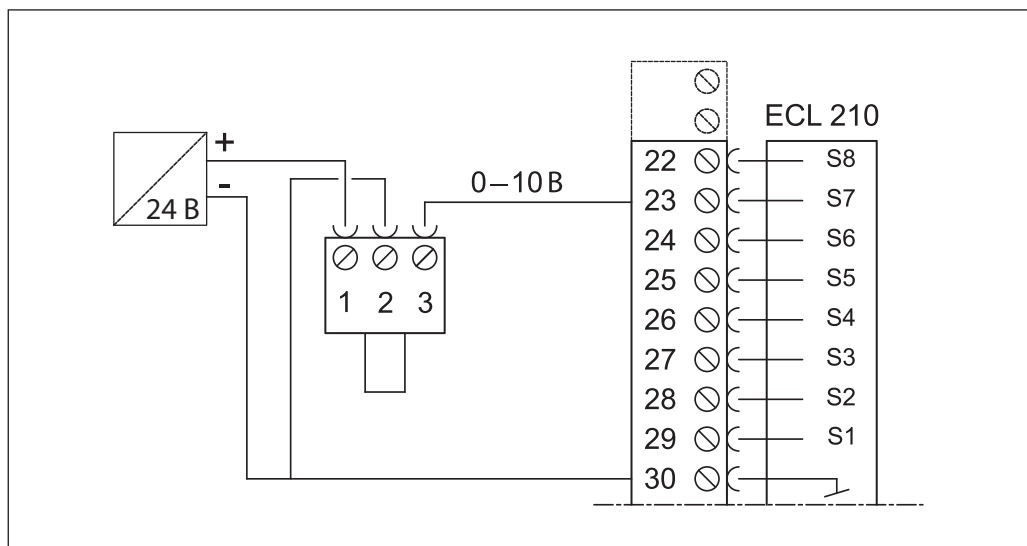 ECL 210
+
-
24 В
0–10 В
1 2 3
22 S8
23 S7
24 S6
25 S5
26 S4
27 S3
28 S2
29 S1
30